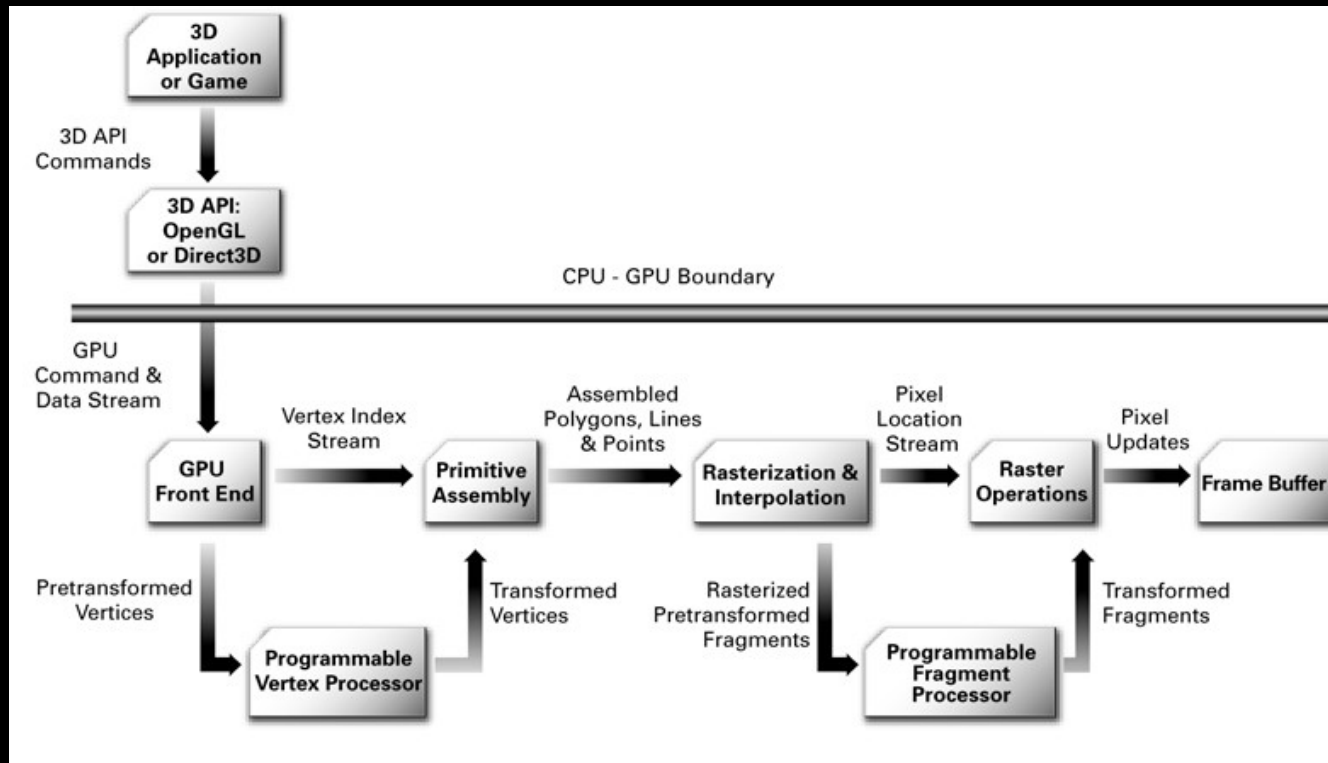 3D
Application
or Game
3D API
Commands
3D API:
OpenGL
or Direct3D
CPU - GPU Boundary
GPU
Command &
Data Stream
Vertex Index
Stream
Assembled
Polygons, Lines
& Points
Pixel
Location
Stream
Pixel
Updates
GPU
Front End
Primitive
Assembly
Rasterization &
Interpolation
Raster
Operations
Frame Buffer
Pretransformed
Vertices
Transformed
Vertices
Rasterized
Pretransformed
Fragments
Transformed
Fragments
Programmable
Vertex Processor
Programmable
Fragment
Processor